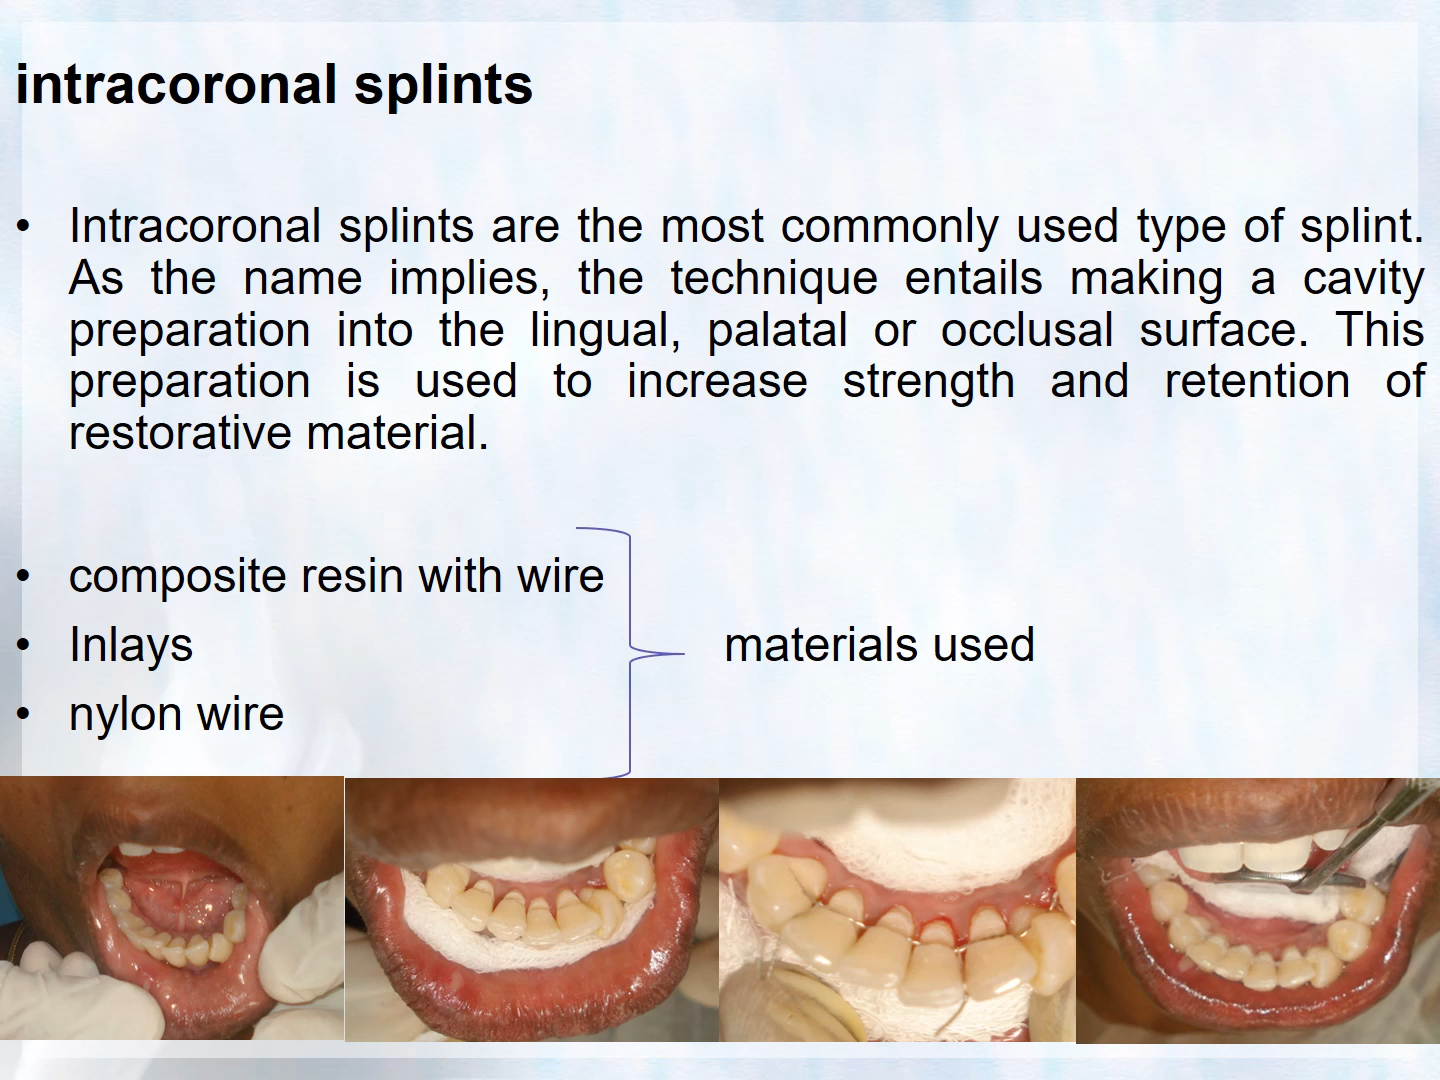 intracoronal splints
• Intracoronal splints are the most commonly used type of splint.
As the name implies, the technique entails making a cavity
preparation into the lingual, palatal or occlusal surface. This
preparation is used to increase strength and retention of
restorative material.
• composite resin with wire
• Inlays
materials used
• nylon wire